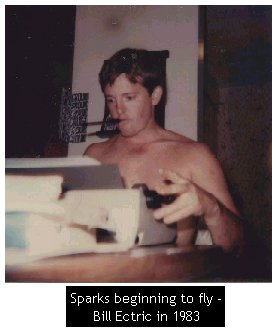 Sparks beginning to fly -
Bill Ectric in 1983